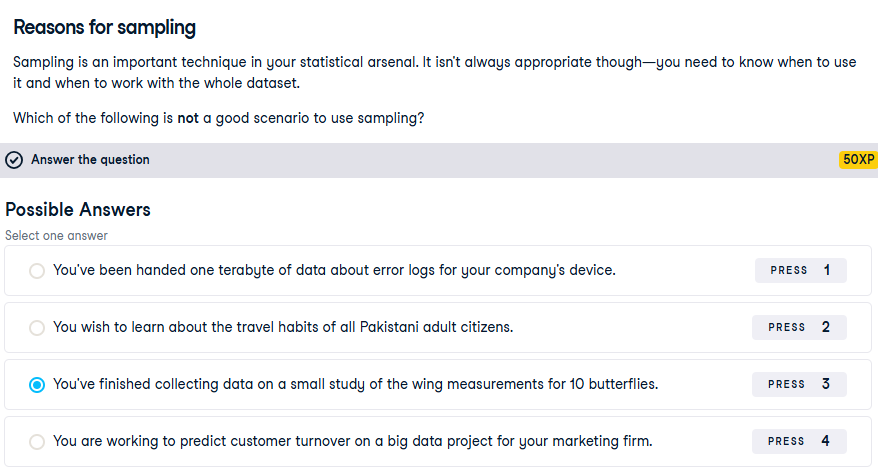 Reasons for sampling
Sampling is an important technique in your statistical arsenal. It isn't always appropriate though—you need to know when to use
it and when to work with the whole dataset.
Which of the following is not a good scenario to use sampling?
Answer the question
50XP
Possible Answers
Select one answer
You've been handed one terabyte of data about error logs for your company's device.
PRESS 1
You wish to learn about the travel habits of all Pakistani adult citizens.
PRESS 2
You've finished collecting data on a small study of the wing measurements for 10 butterflies.
PRESS 3
You are working to predict customer turnover on a big data project for your marketing firm.
PRESS 4